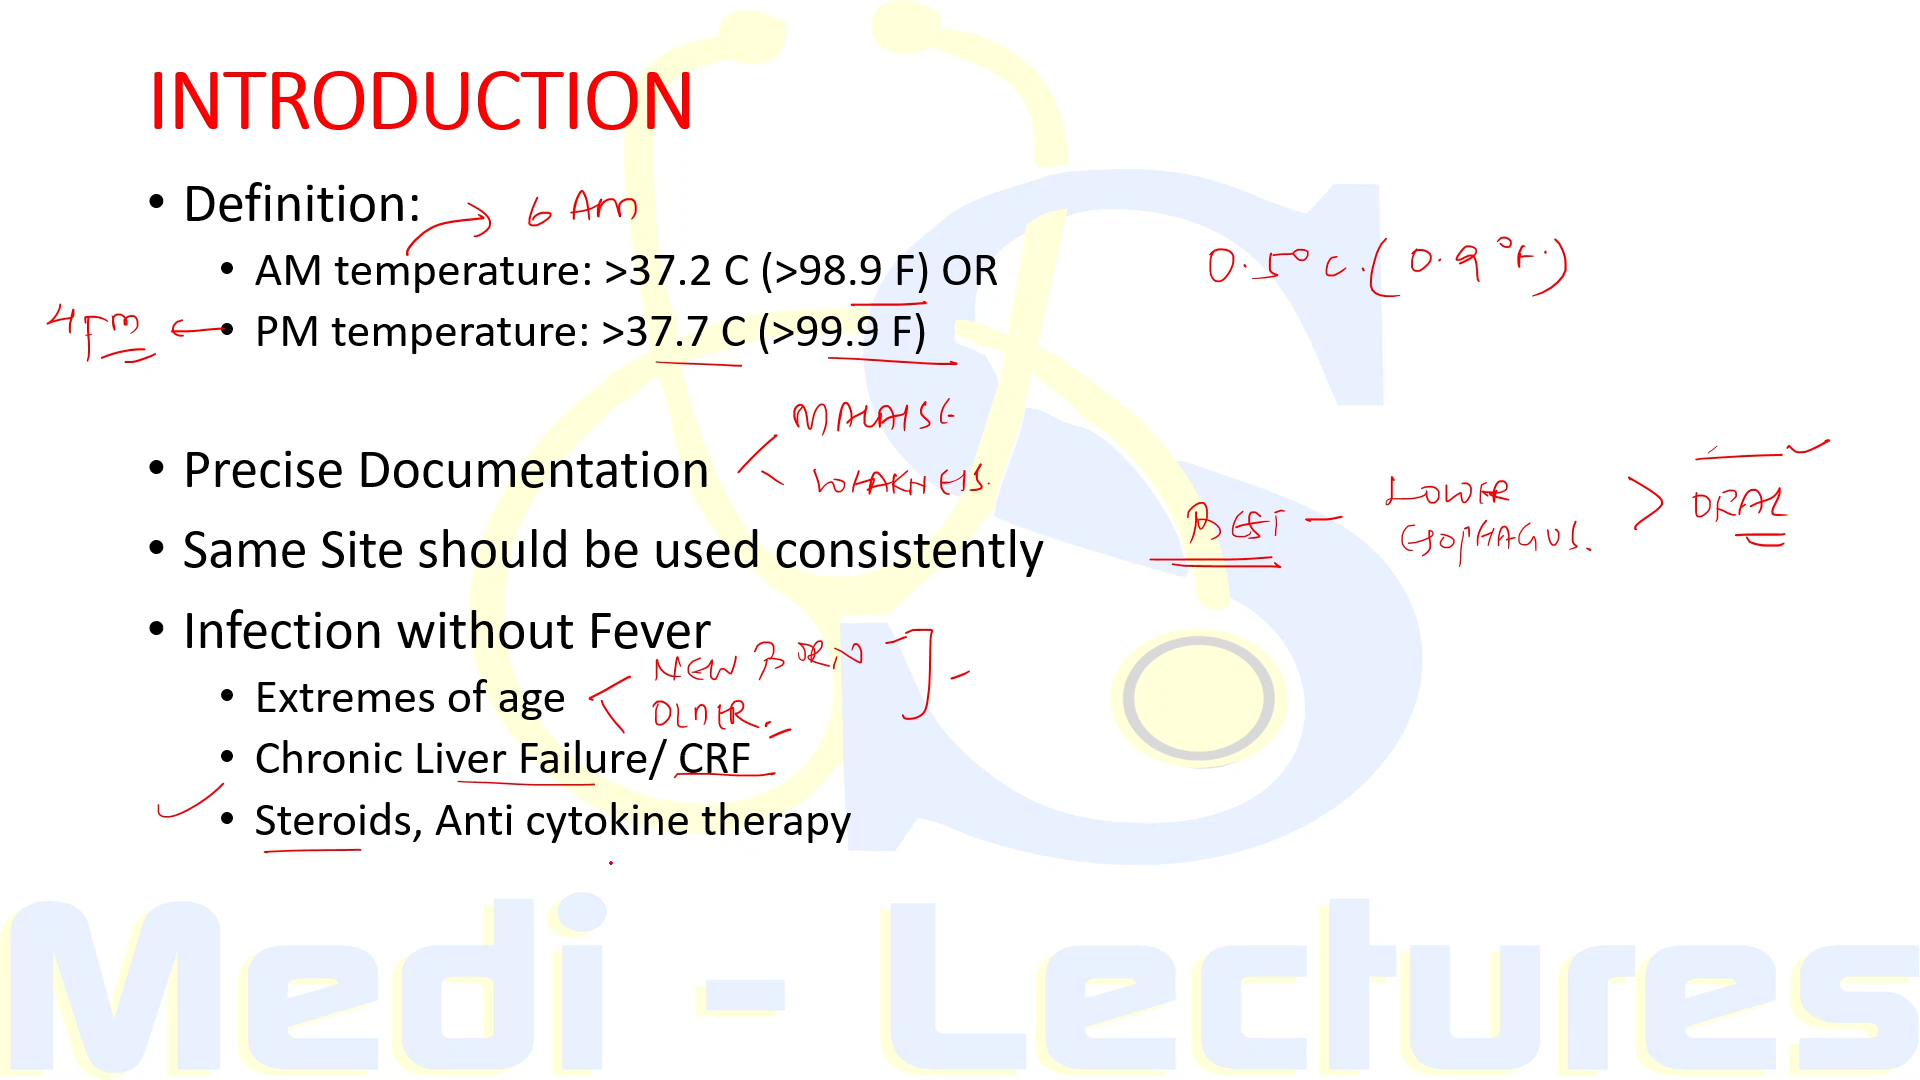 INTRODUCTION
• Definition:
6 AM
• AM temperature: >37.2 C (>98.9 F) OR
0.5°C. (0.9°F.)
4 PM
• PM temperature: >37.7 C (>99.9 F)
MALAISE
• Precise Documentation
WEAKNESS.
BEST - LOWER
ESOPHAGUS.
> ORAL
• Same Site should be used consistently
• Infection without Fever
NEW BORN
• Extremes of age
OLDER.
• Chronic Liver Failure/ CRF
• Steroids, Anti cytokine therapy
Medi - Lectures